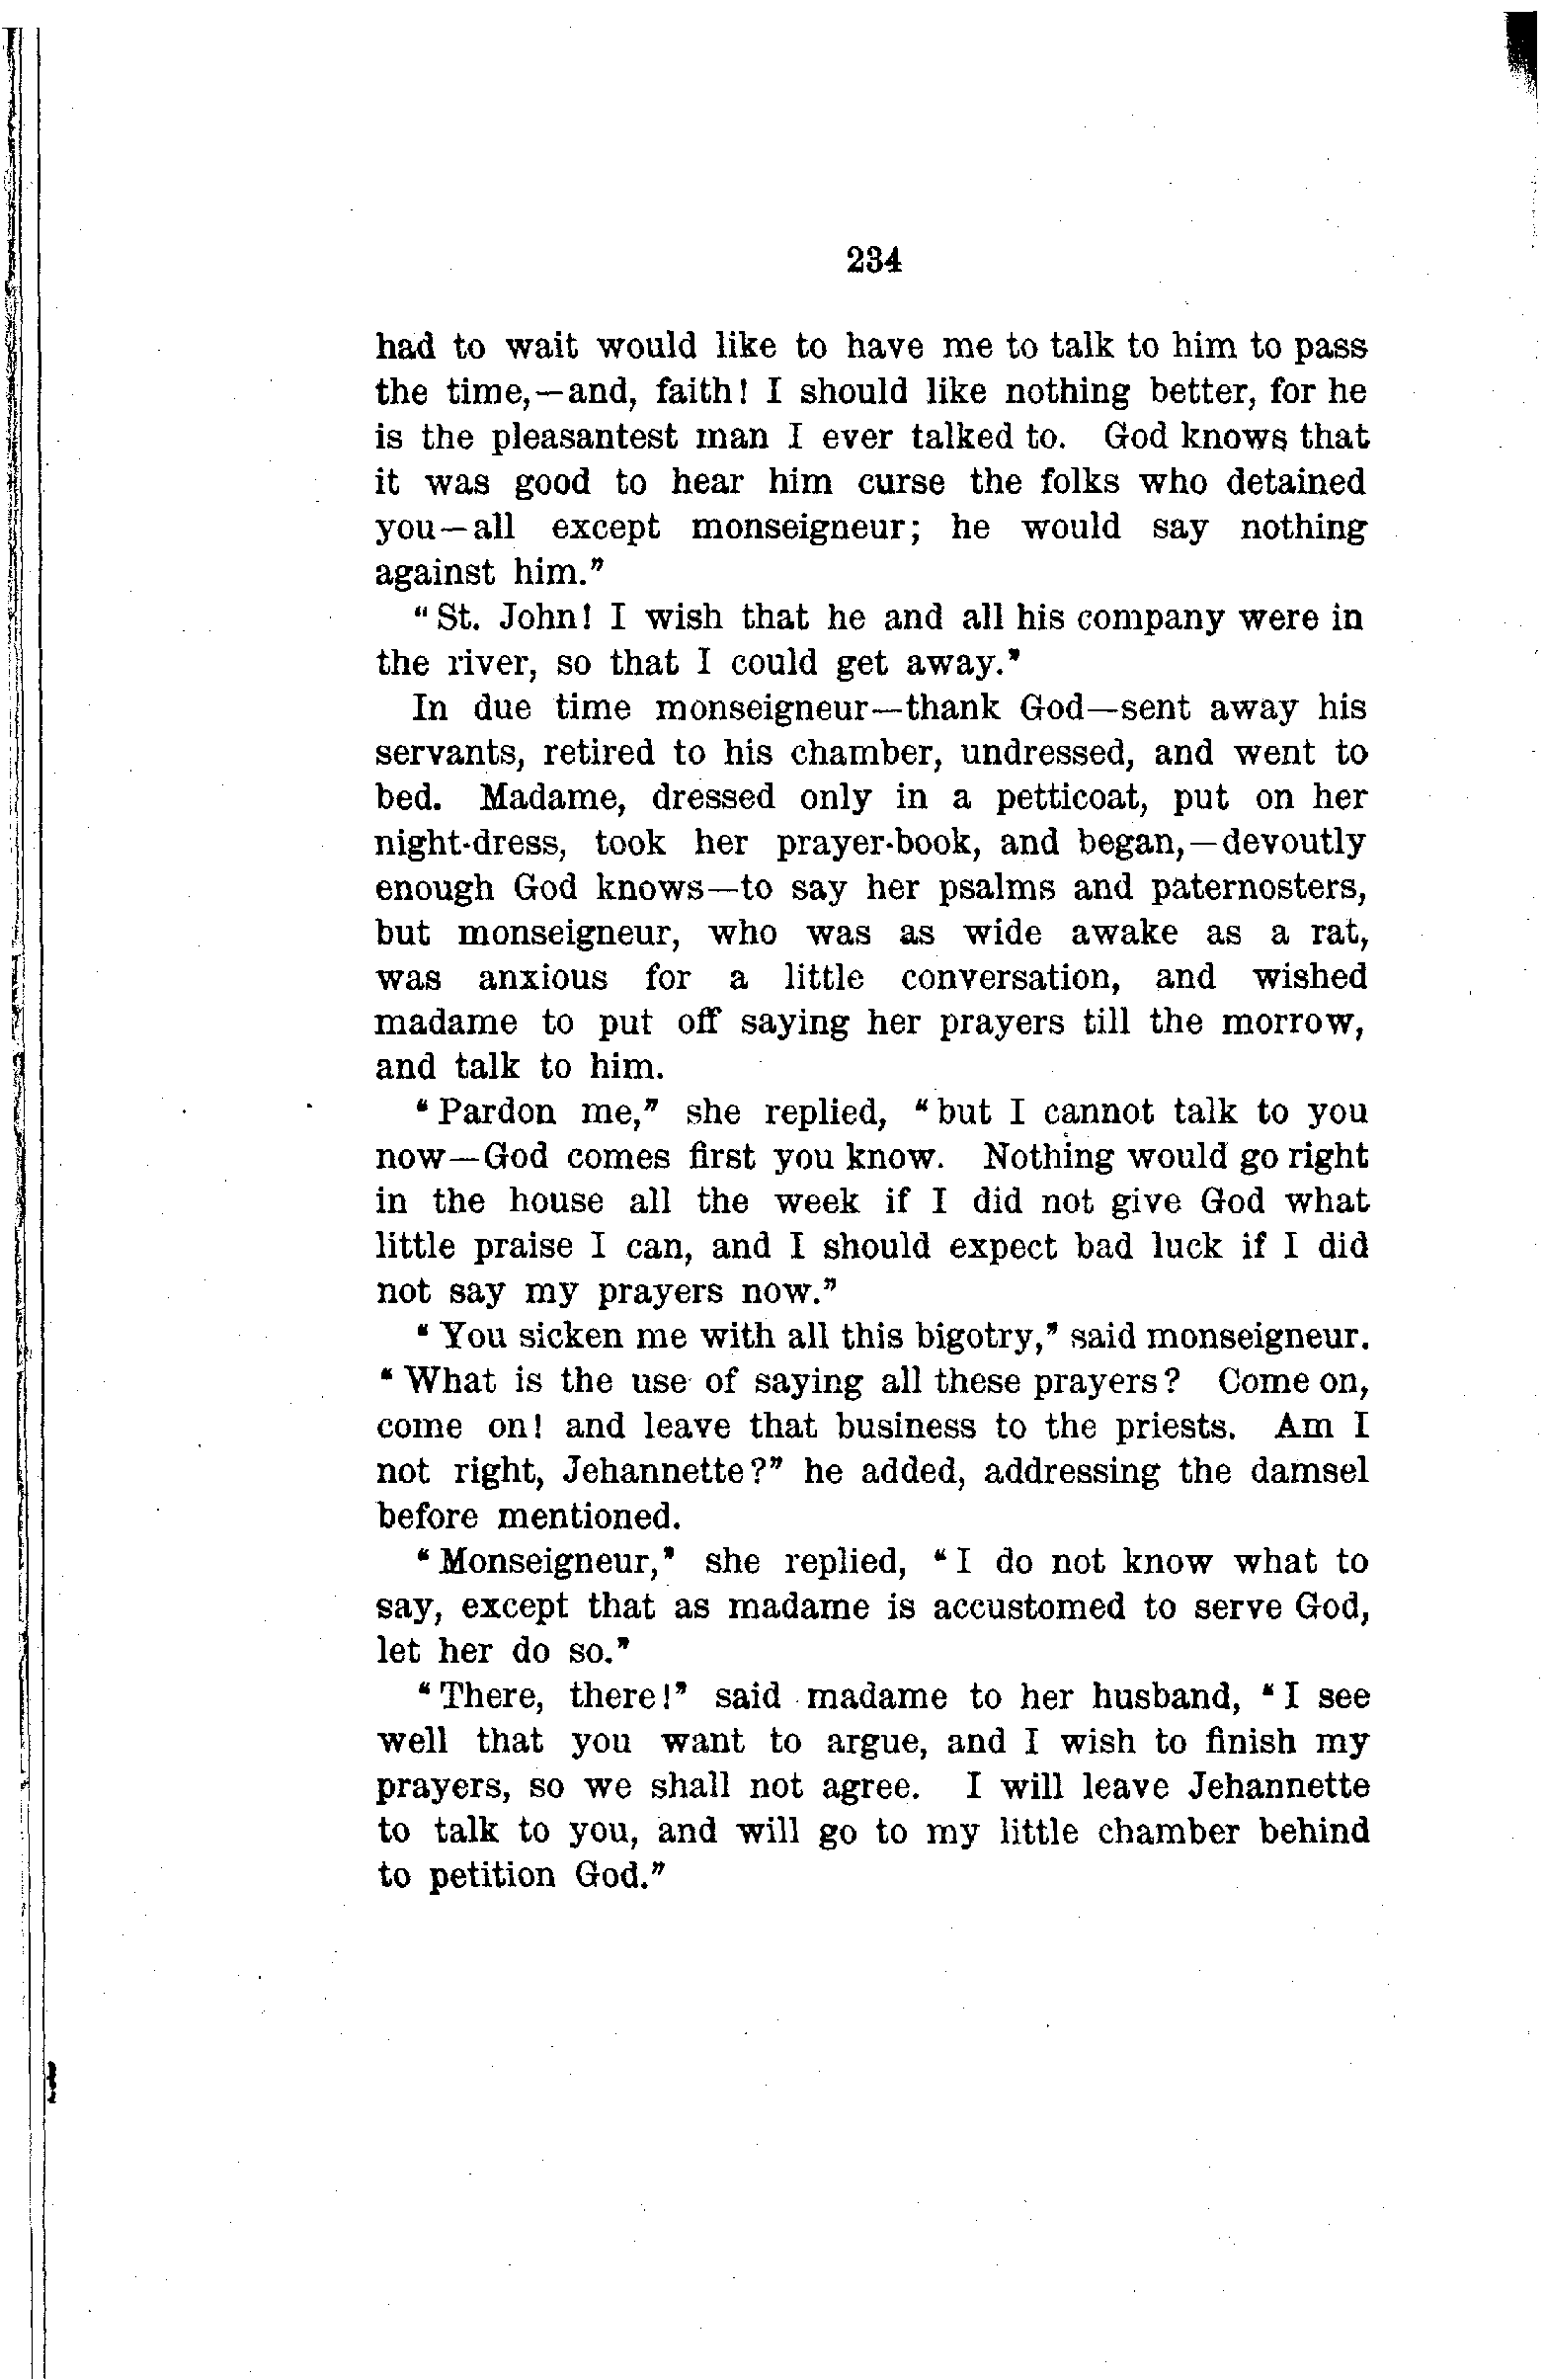 234
had to wait would like to have me to talk to him to pass
the time,—and, faith! I should like nothing better, for he
is the pleasantest man I ever talked to. God knows that
it was good to hear him curse the folks who detained
you—all except monseigneur; he would say nothing
against him."
"St. John! I wish that he and all his company were in
the river, so that I could get away."
In due time monseigneur—thank God—sent away his
servants, retired to his chamber, undressed, and went to
bed. Madame, dressed only in a petticoat, put on her
night-dress, took her prayer-book, and began,—devoutly
enough God knows—to say her psalms and paternosters,
but monseigneur, who was as wide awake as a rat,
was anxious for a little conversation, and wished
madame to put off saying her prayers till the morrow,
and talk to him.
"Pardon me," she replied, "but I cannot talk to you
now—God comes first you know. Nothing would go right
in the house all the week if I did not give God what
little praise I can, and I should expect bad luck if I did
not say my prayers now."
"You sicken me with all this bigotry," said monseigneur.
"What is the use of saying all these prayers? Come on,
come on! and leave that business to the priests. Am I
not right, Jehannette?" he added, addressing the damsel
before mentioned.
"Monseigneur," she replied, "I do not know what to
say, except that as madame is accustomed to serve God,
let her do so."
"There, there!" said madame to her husband, "I see
well that you want to argue, and I wish to finish my
prayers, so we shall not agree. I will leave Jehannette
to talk to you, and will go to my little chamber behind
to petition God."